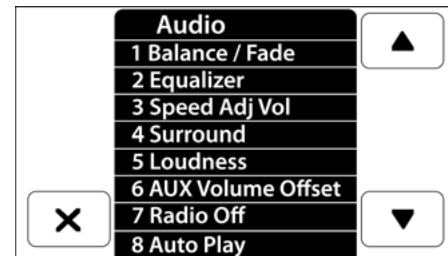 Audio
1 Balance / Fade
2 Equalizer
3 Speed Adj Vol
4 Surround
5 Loudness
6 AUX Volume Offset
7 Radio Off
8 Auto Play